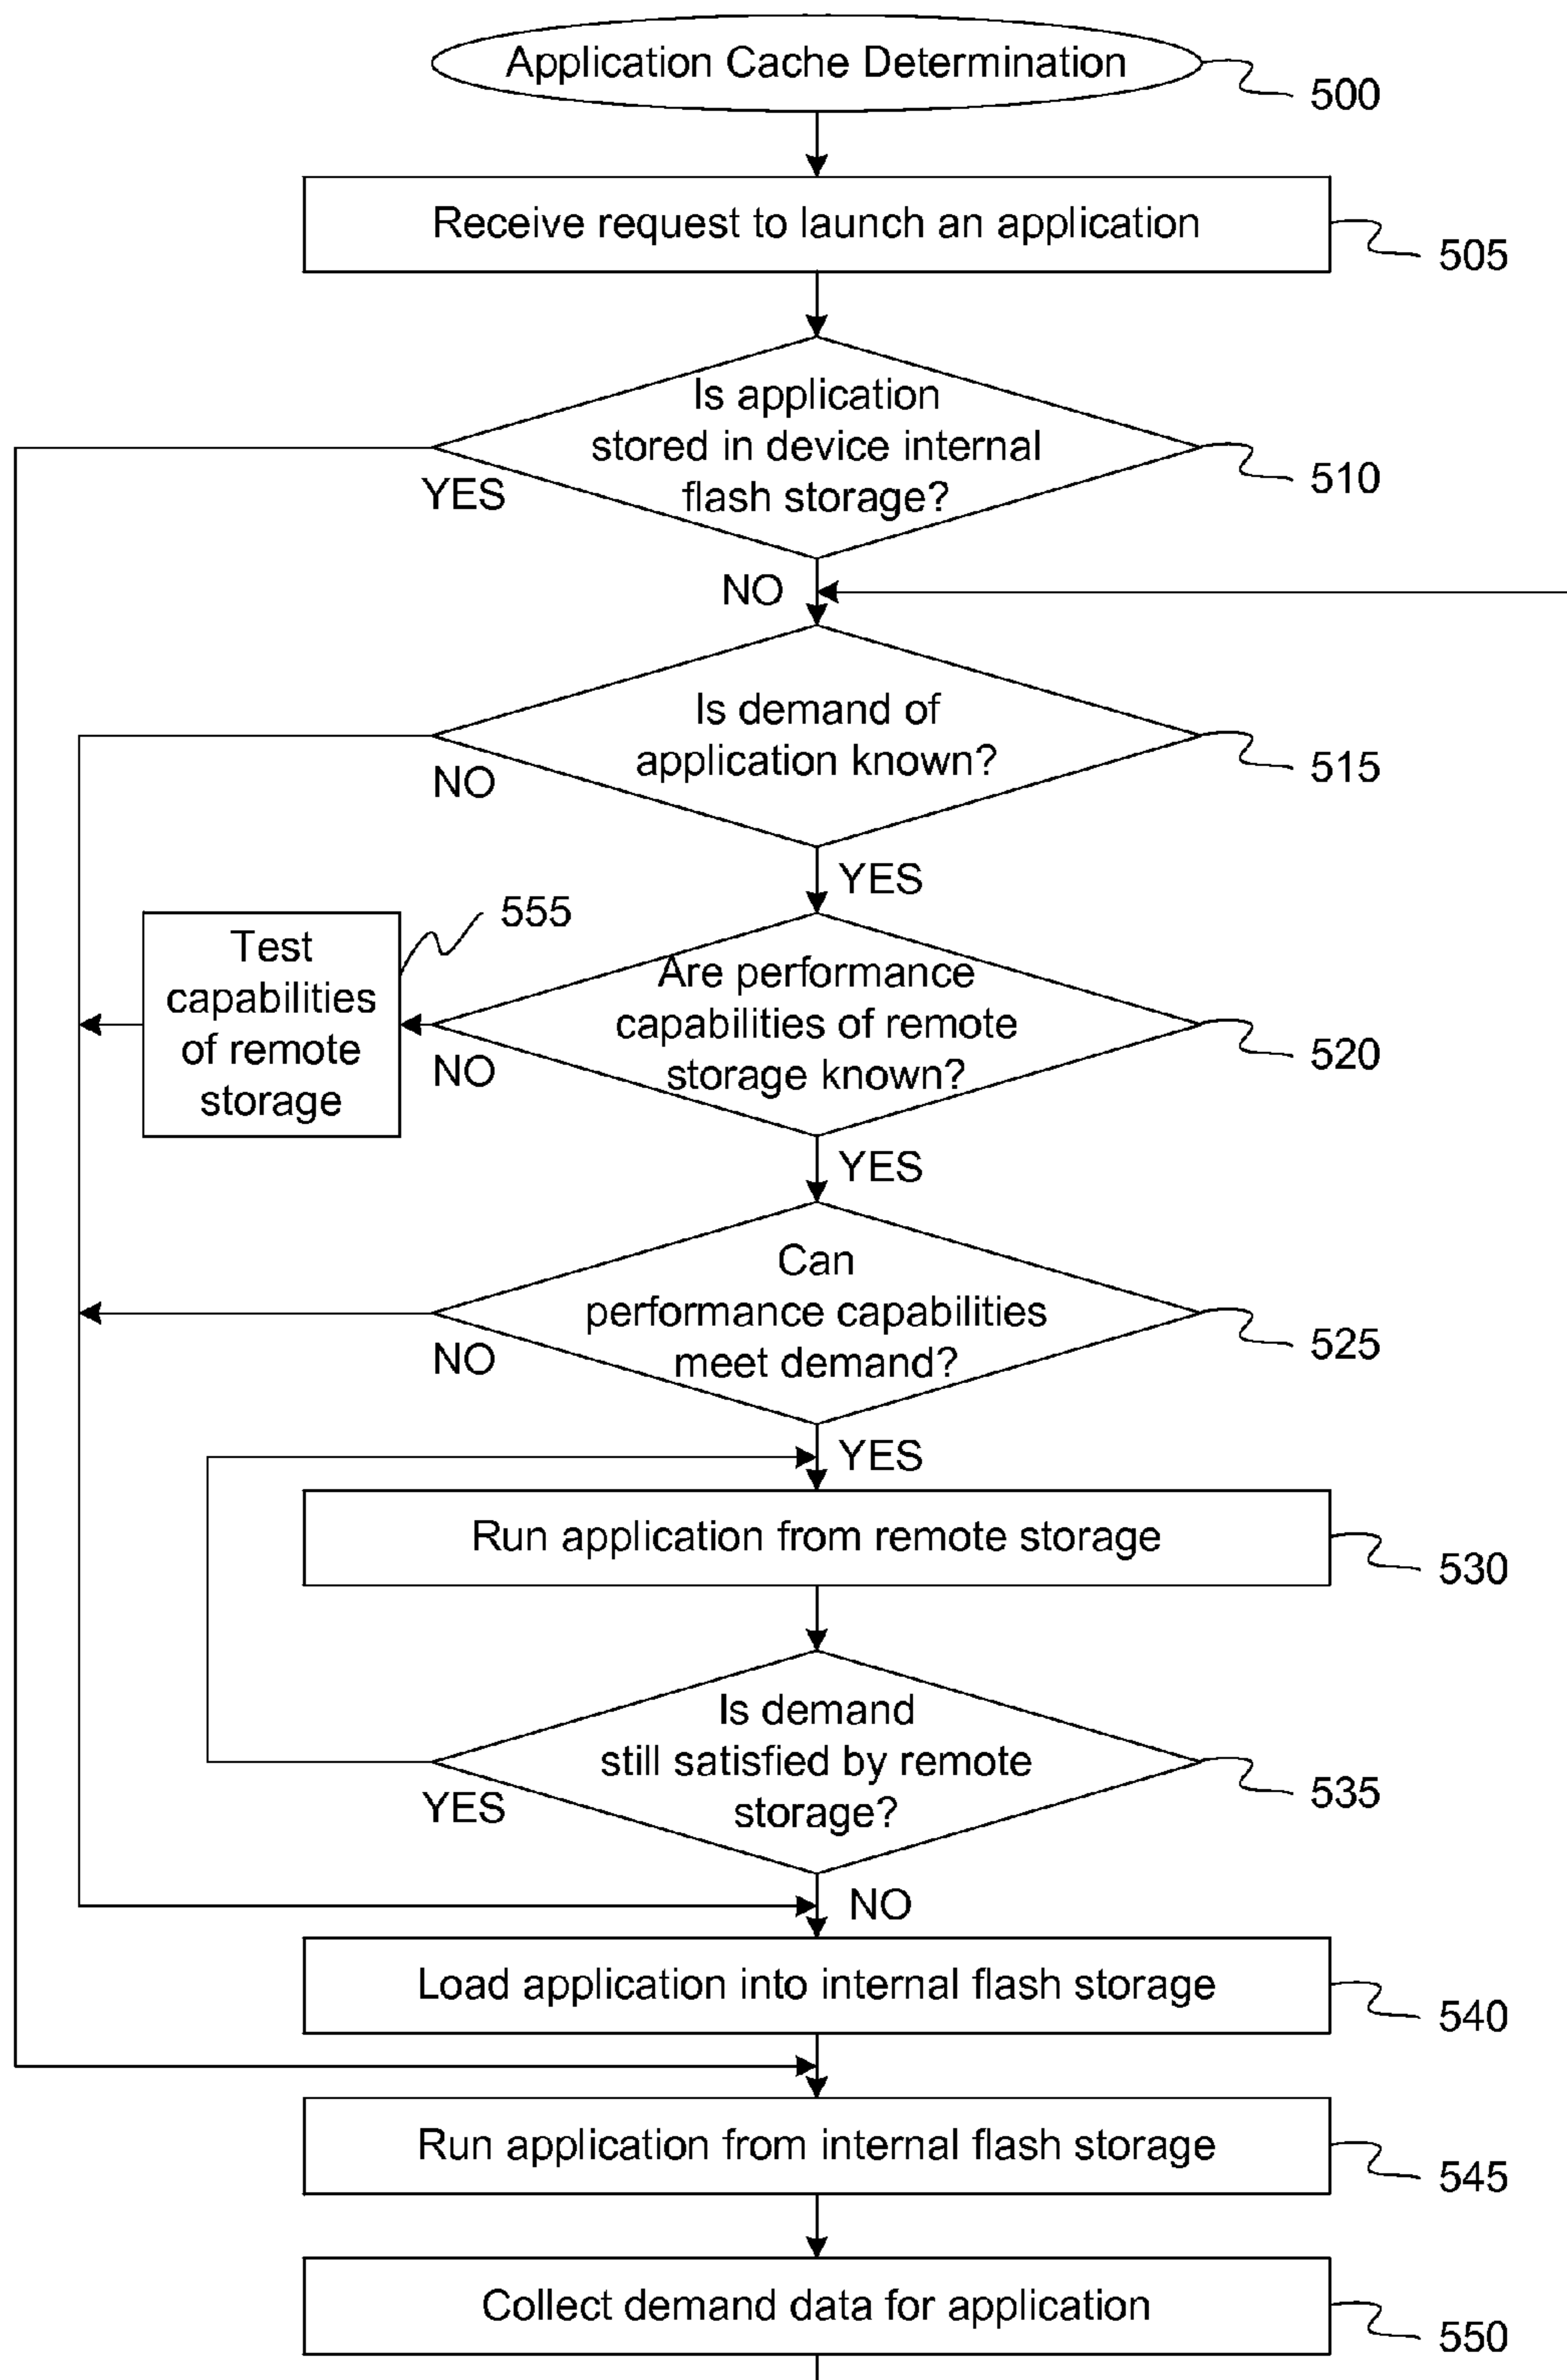 Application Cache Determination
500
Receive request to launch an application
505
Is application
stored in device internal
flash storage?
510
YES
NO
Is demand of
application known?
515
NO
YES
555
Test
capabilities
of remote
storage
Are performance
capabilities of remote
storage known?
520
NO
YES
Can
performance capabilities
meet demand?
525
NO
YES
Run application from remote storage
530
Is demand
still satisfied by remote
storage?
535
YES
NO
Load application into internal flash storage
540
Run application from internal flash storage
545
Collect demand data for application
550